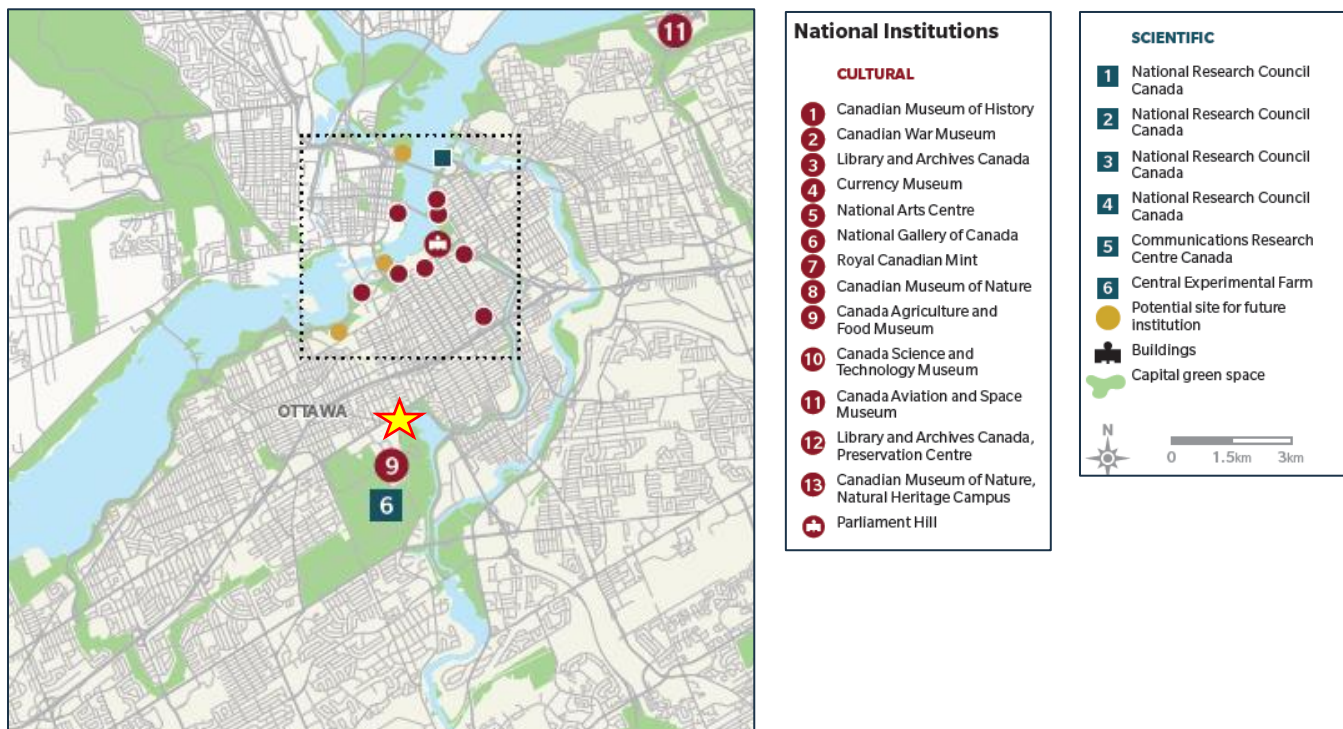 11
OTTAWA
9
6
National Institutions
CULTURAL
1 Canadian Museum of History
2 Canadian War Museum
3 Library and Archives Canada
4 Currency Museum
5 National Arts Centre
6 National Gallery of Canada
7 Royal Canadian Mint
8 Canadian Museum of Nature
9 Canada Agriculture and
Food Museum
10 Canada Science and
Technology Museum
11 Canada Aviation and Space
Museum
12 Library and Archives Canada,
Preservation Centre
13 Canadian Museum of Nature,
Natural Heritage Campus
Parliament Hill
SCIENTIFIC
1 National Research Council
Canada
2 National Research Council
Canada
3 National Research Council
Canada
4 National Research Council
Canada
5 Communications Research
Centre Canada
6 Central Experimental Farm
Potential site for future
institution
Buildings
Capital green space
N
0 1.5km 3km